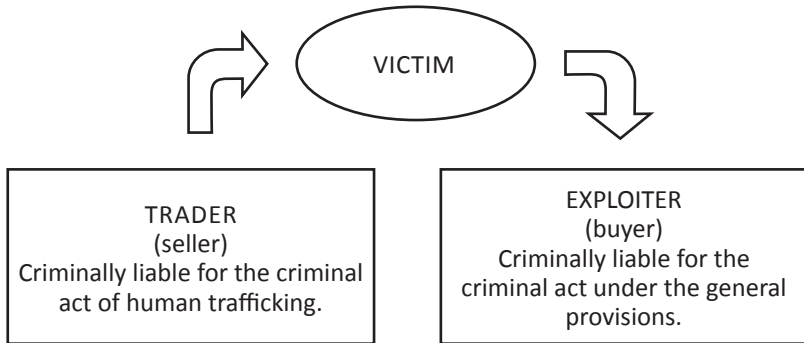 VICTIM
TRADER
(seller)
Criminally liable for the criminal
act of human trafficking.
EXPLOITER
(buyer)
Criminally liable for the
criminal act under the general
provisions.